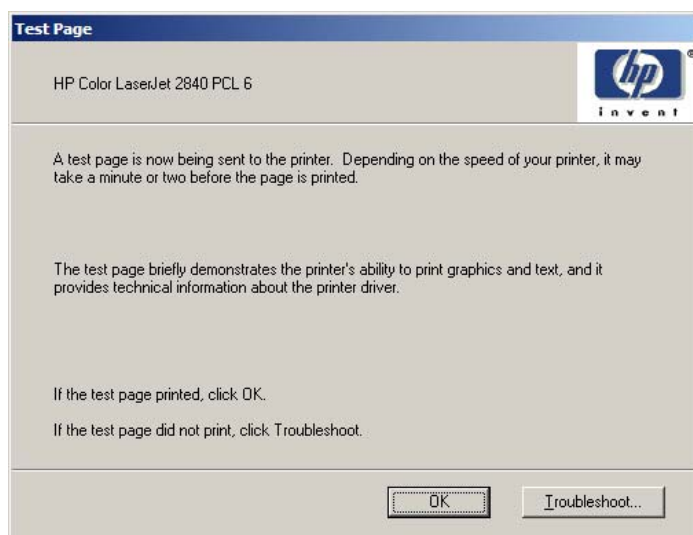 Test Page
HP Color LaserJet 2840 PCL 6
hp
®
invent
A test page is now being sent to the printer. Depending on the speed of your printer, it may
take a minute or two before the page is printed.
The test page briefly demonstrates the printer's ability to print graphics and text, and it
provides technical information about the printer driver.
If the test page printed, click OK.
If the test page did not print, click Troubleshoot.
OK
Troubleshoot...